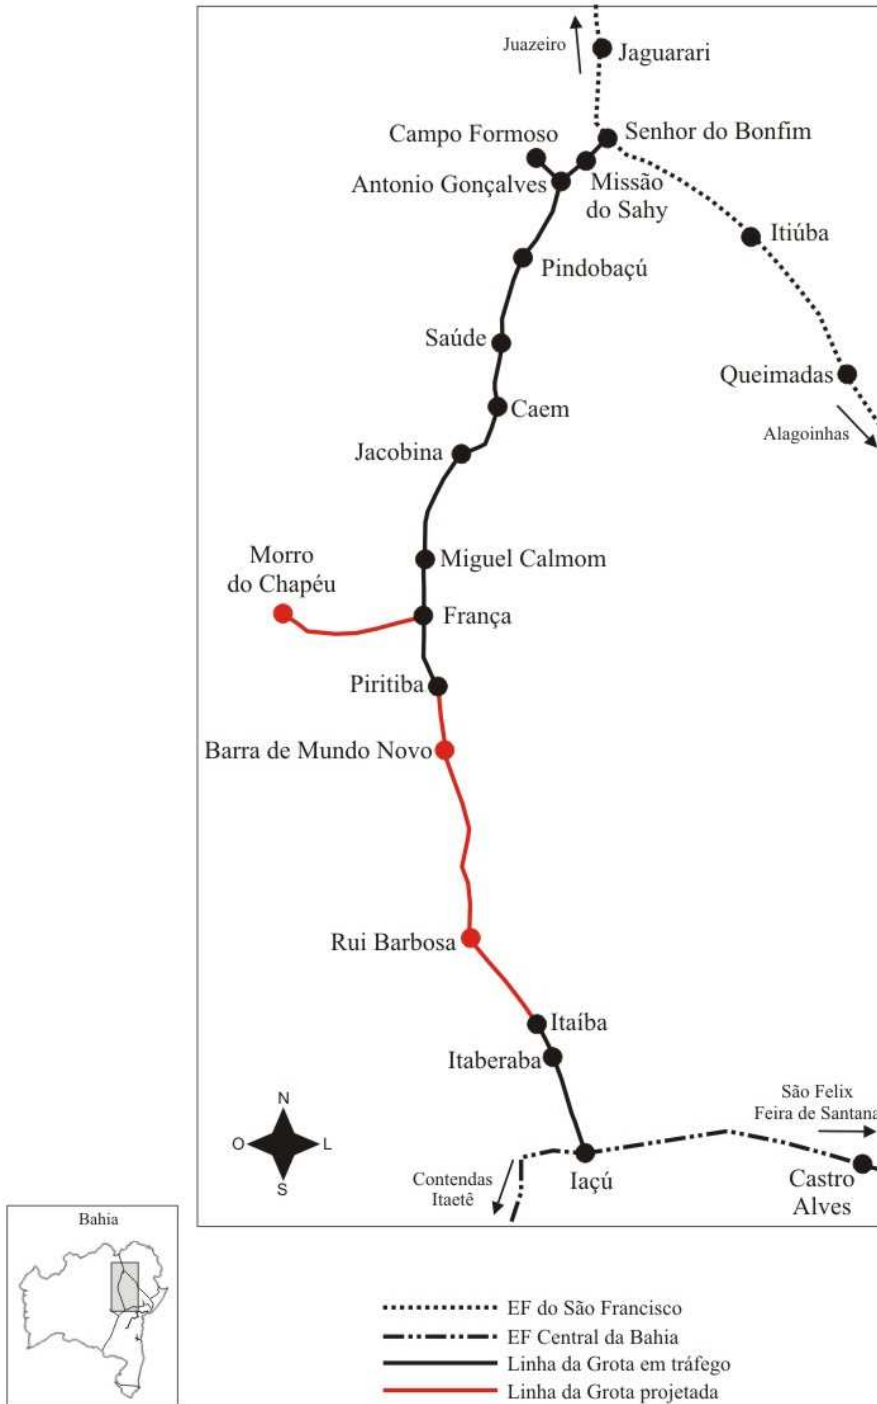 Juazeiro
Jaguarari
Campo Formoso
Senhor do Bonfim
Antonio Gonçalves
Missão
do Sahy
Itiúba
Pindobaçú
Saúde
Queimadas
Caem
Alagoinhas
Jacobina
Morro
do Chapéu
Miguel Calmom
França
Piritiba
Barra de Mundo Novo
Rui Barbosa
Itaíba
Itaberaba
N
O
L
S
São Felix
Feira de Santana
Contendas
Itaetê
Iaçú
Castro
Alves
Bahia
EF do São Francisco
EF Central da Bahia
Linha da Grota em tráfego
Linha da Grota projetada